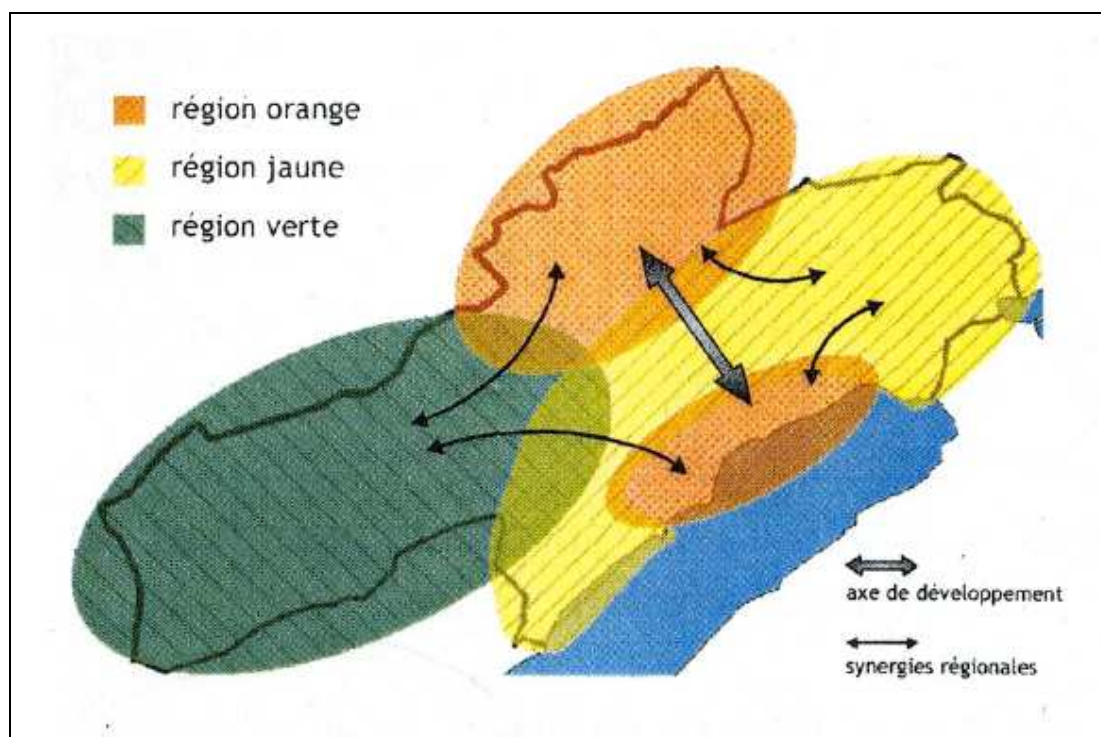 région orange
région jaune
région verte
axe de développement
synergies régionales